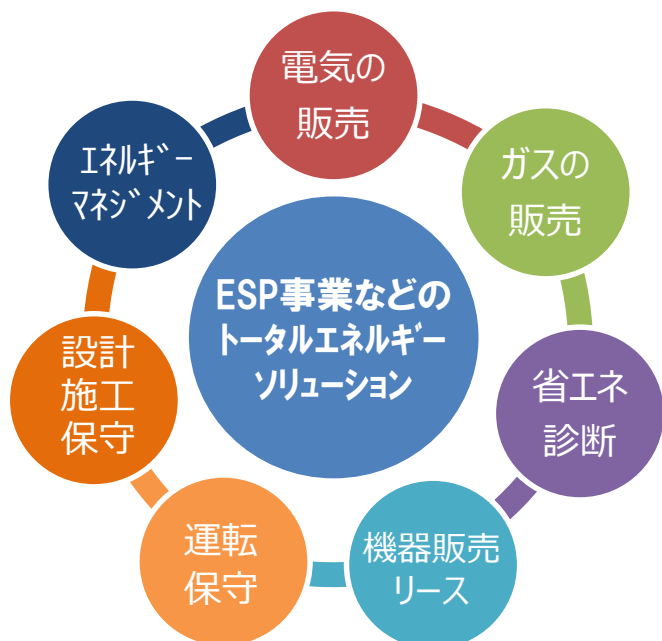 電気の
販売
ガスの
販売
省エネ
診断
機器販売
リース
運転
保守
設計
施工
保守
ｴﾈﾙｷﾞｰ
ﾏﾈｼﾞﾒﾝﾄ
ESP事業などの
ﾄｰﾀﾙｴﾈﾙｷﾞｰ
ｿﾘｭｰｼｮﾝ